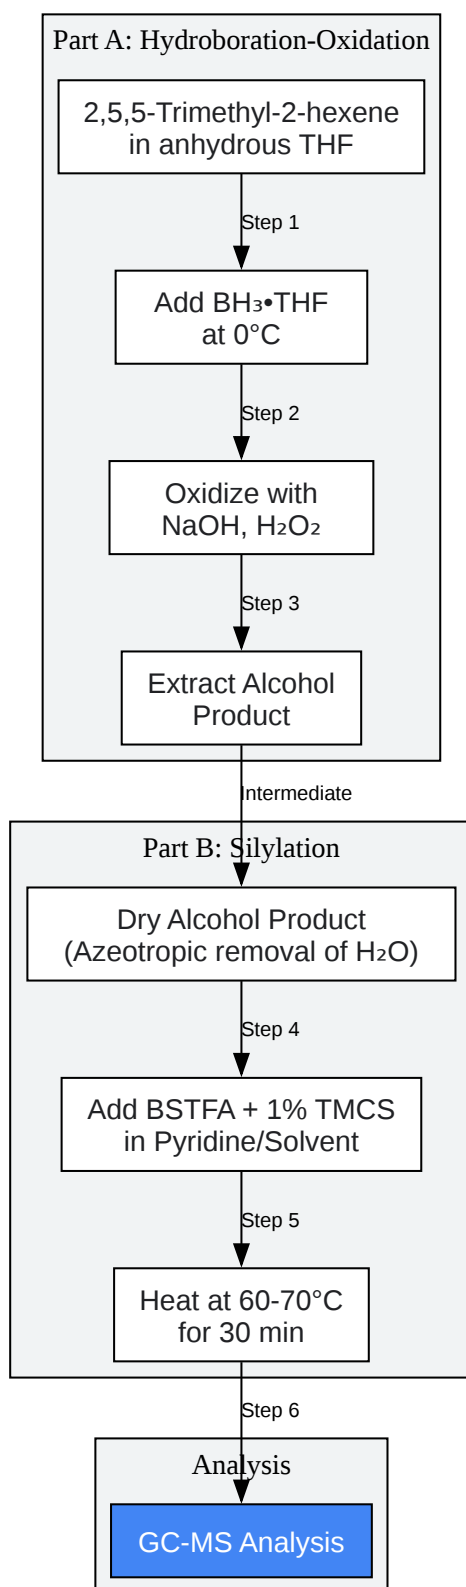 Part A: Hydroboration-Oxidation
2,5,5-Trimethyl-2-hexene
in anhydrous THF
Step 1
Add BH₃•THF
at 0°C
Step 2
Oxidize with
NaOH, H₂O₂
Step 3
Extract Alcohol
Product
Intermediate
Part B: Silylation
Dry Alcohol Product
(Azeotropic removal of H₂O)
Step 4
Add BSTFA + 1% TMCS
in Pyridine/Solvent
Step 5
Heat at 60-70°C
for 30 min
Step 6
Analysis
GC-MS Analysis